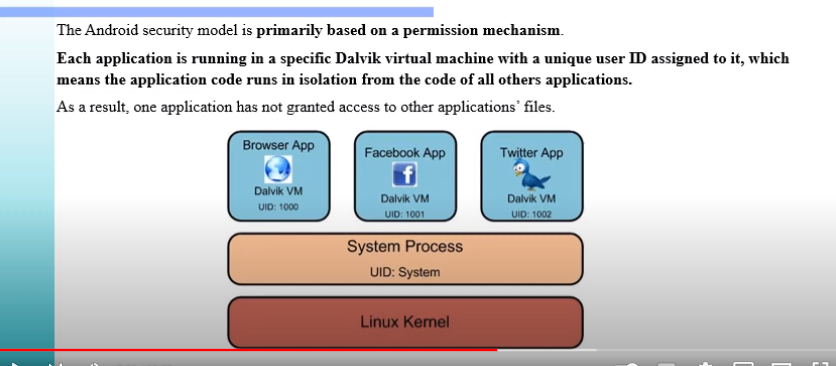 The Android security model is primarily based on a permission mechanism.
Each application is running in a specific Dalvik virtual machine with a unique user ID assigned to it, which
means the application code runs in isolation from the code of all others applications.
As a result, one application has not granted access to other applications' files.
Browser App
Dalvik VM
UID: 1000
Facebook App
f
Dalvik VM
UID: 1001
Twitter App
Dalvik VM
UID: 1002
System Process
UID: System
Linux Kernel